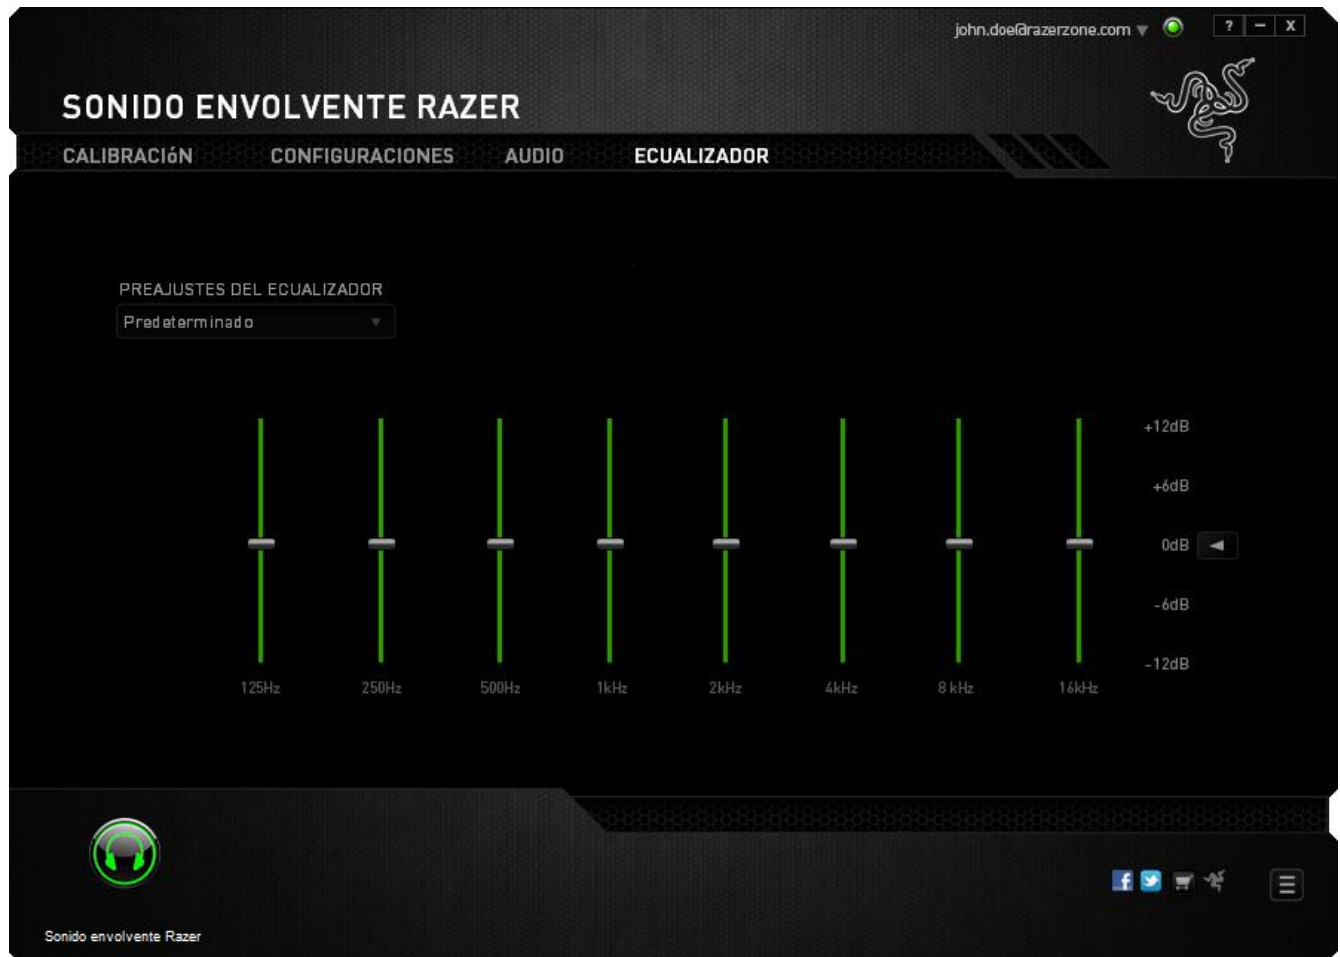 john.doe@razerzone.com
? – X
SONIDO ENVOLVENTE RAZER
CALIBRACIóN CONFIGURACIONES AUDIO ECUALIZADOR
PREAJUSTES DEL ECUALIZADOR
Predeterminado
+12dB
+6dB
0dB
-6dB
-12dB
125Hz 250Hz 500Hz 1kHz 2kHz 4kHz 8 kHz 16kHz
Sonido envolvente Razer